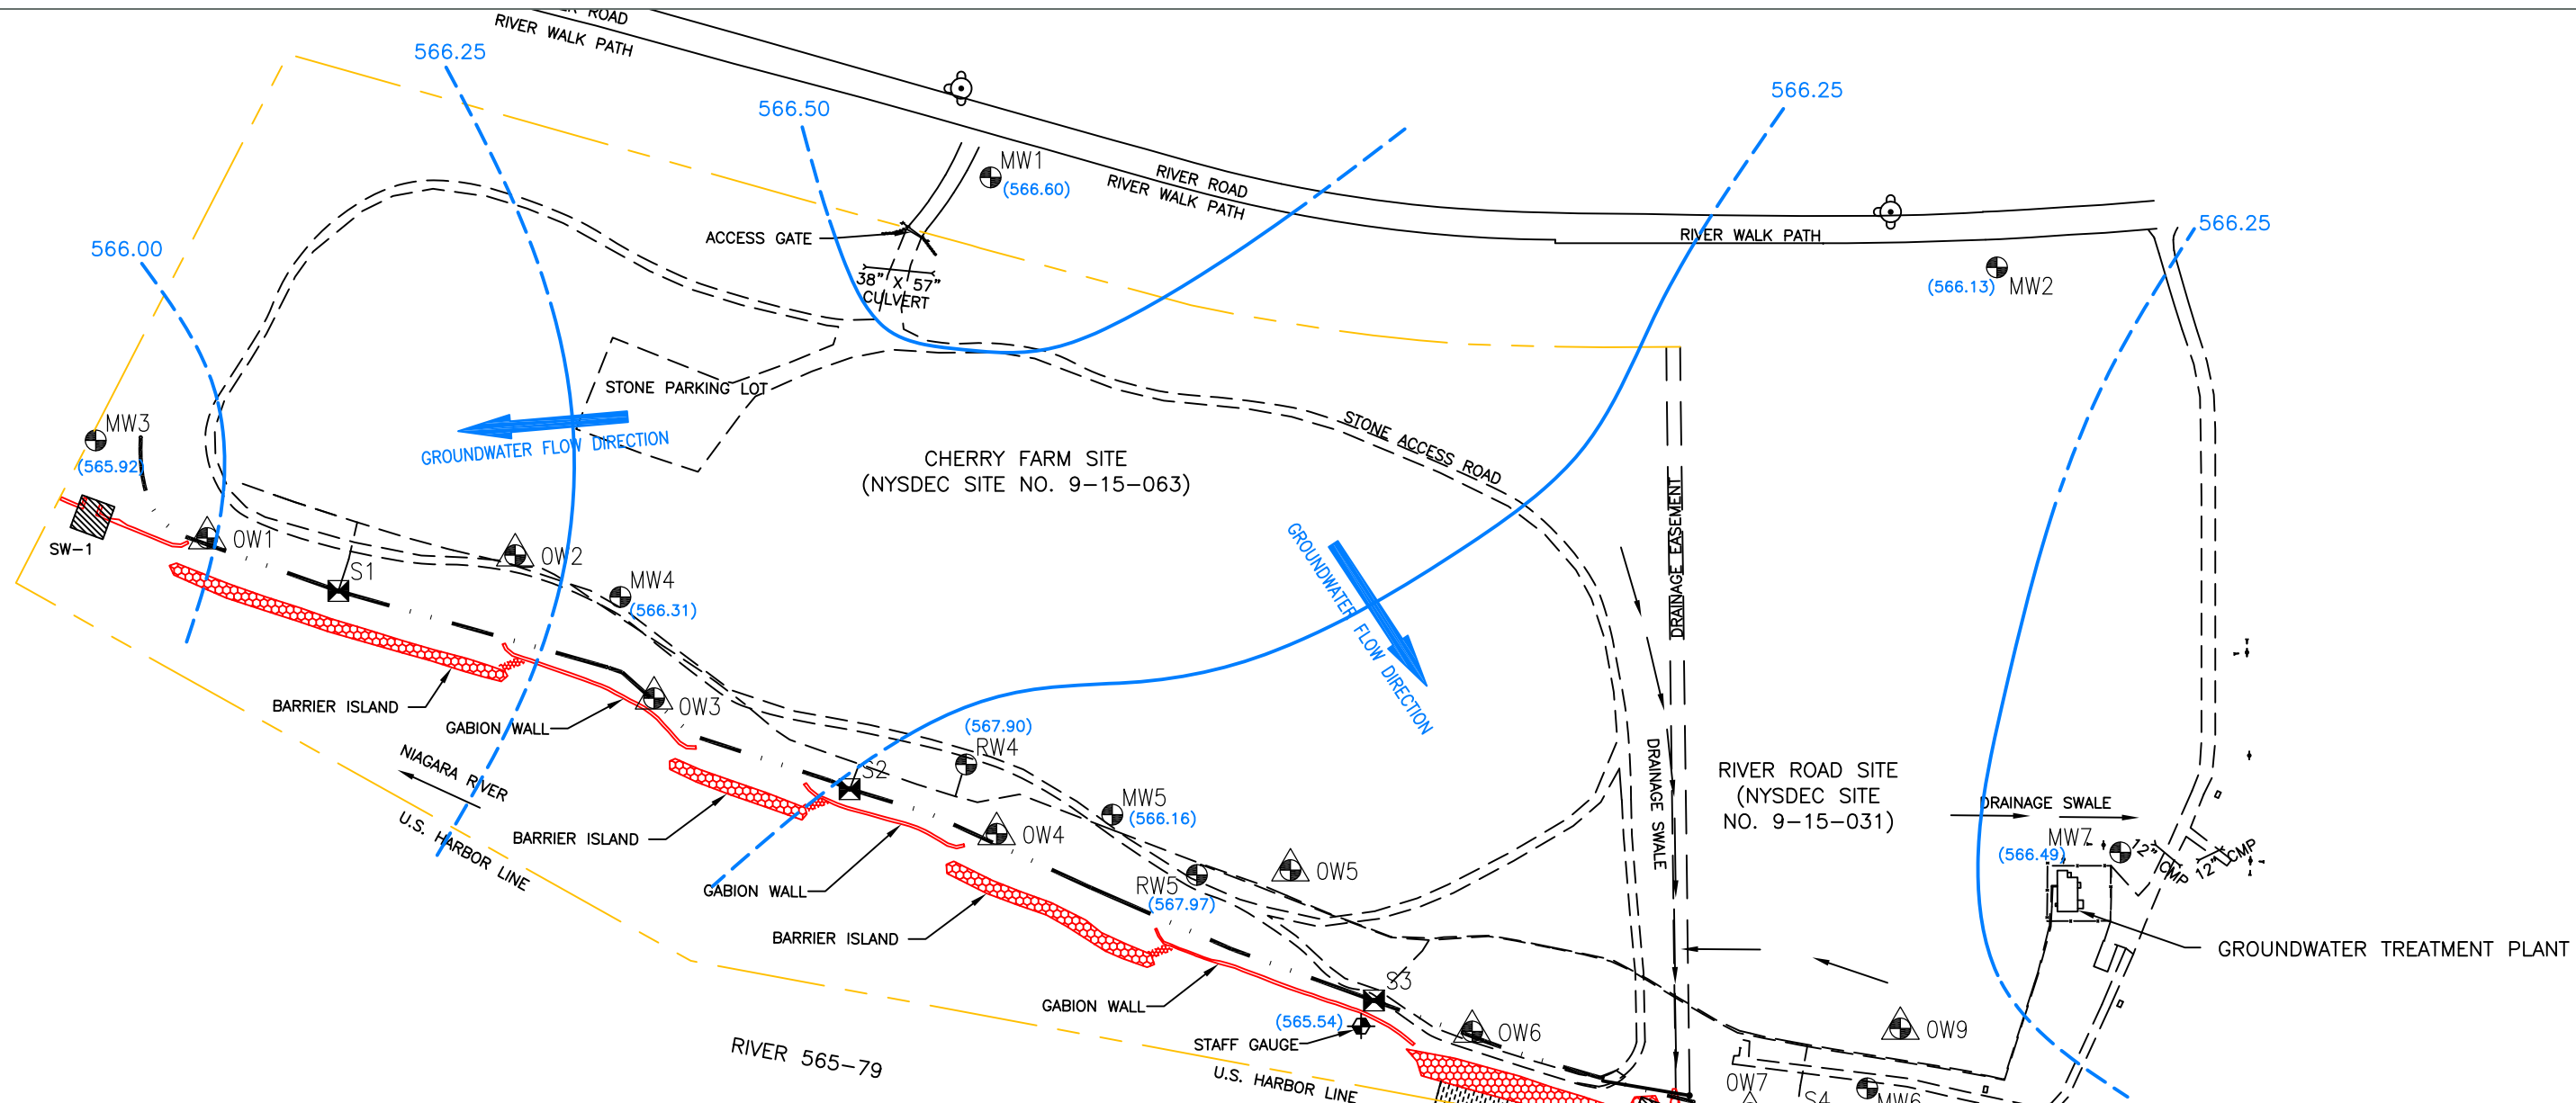 RIVER ROAD
RIVER WALK PATH
566.25
566.50
566.25
566.25
566.00
MW1
(566.60)
RIVER ROAD
RIVER WALK PATH
ACCESS GATE
38" X 57"
CULVERT
RIVER WALK PATH
(566.13)
MW2
STONE PARKING LOT
GROUNDWATER FLOW DIRECTION
MW3
(565.92)
SW-1
CHERRY FARM SITE
(NYSDEC SITE NO. 9-15-063)
STONE ACCESS ROAD
DRAINAGE EASEMENT
OW1
OW2
S1
MW4
(566.31)
GROUNDWATER FLOW DIRECTION
BARRIER ISLAND
GABION WALL
OW3
NIAGARA RIVER
U.S. HARBOR LINE
(567.90)
RW4
S2
BARRIER ISLAND
MW5
(566.16)
OW4
GABION WALL
RW5
(567.97)
OW5
BARRIER ISLAND
DRAINAGE SWALE
RIVER ROAD SITE
(NYSDEC SITE
NO. 9-15-031)
DRAINAGE SWALE
MW7
(566.49)
12" CMP
12" CMP
GROUNDWATER TREATMENT PLANT
GABION WALL
S3
(565.54)
STAFF GAUGE
OW6
OW9
RIVER 565-79
U.S. HARBOR LINE
OW7
S4
MW6